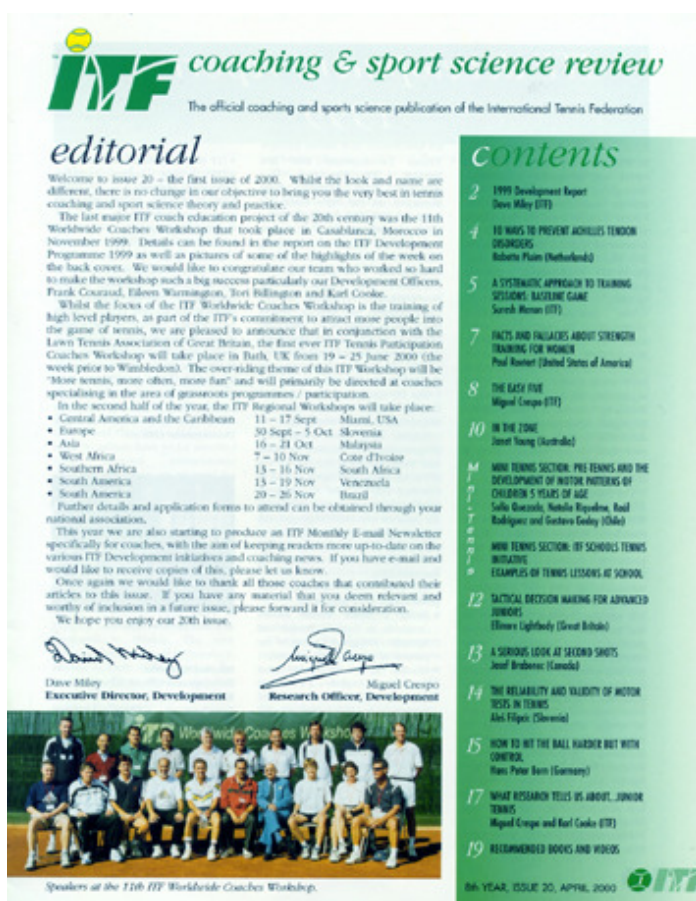 ITF coaching & sport science review
The official coaching and sports science publication of the International Tennis Federation
editorial
Welcome to issue 20 – the first issue of 2000. Whilst the look and name are
different, there is no change in our objective to bring you the very best in tennis
coaching and sport science theory and practice.
The last major ITF coach education project of the 20th century was the 11th
Worldwide Coaches Workshop that took place in Casablanca, Morocco in
November 1999. Details can be found in the report on the ITF Development
Programme 1999 as well as pictures of some of the highlights of the week on
the back cover. We would like to congratulate our team who worked so hard
to make the workshop such a big success particularly our Development Officers,
Frank Couraud, Eileen Warmington, Tori Billington and Karl Cooke.
Whilst the focus of the ITF Worldwide Coaches Workshop is the training of
high level players, as part of the ITF's commitment to attract more people into
the game of tennis, we are pleased to announce that in conjunction with the
Lawn Tennis Association of Great Britain, the first ever ITF Tennis Participation
Coaches Workshop will take place in Bath, UK from 19 – 25 June 2000 (the
week prior to Wimbledon). The over-riding theme of this ITF Workshop will be
"More tennis, more often, more fun" and will primarily be directed at coaches
specialising in the area of grassroots programmes / participation.
In the second half of the year, the ITF Regional Workshops will take place:
• Central America and the Caribbean 11 – 17 Sept Miami, USA
• Europe 30 Sept – 5 Oct Slovenia
• Asia 16 – 21 Oct Malaysia
• West Africa 7 – 10 Nov Cote d'Ivoire
• Southern Africa 13 – 16 Nov South Africa
• South America 13 – 19 Nov Venezuela
• South America 20 – 26 Nov Brazil
Further details and application forms to attend can be obtained through your
national association.
This year we are also starting to produce an ITF Monthly E-mail Newsletter
specifically for coaches, with the aim of keeping readers more up-to-date on the
various ITF Development initiatives and coaching news. If you have e-mail and
would like to receive copies of this, please let us know.
Once again we would like to thank all those coaches that contributed their
articles to this issue. If you have any material that you deem relevant and
worthy of inclusion in a future issue, please forward it for consideration.
We hope you enjoy our 20th issue.
David Miley
Miguel Crespo
Dave Miley Miguel Crespo
Executive Director, Development Research Officer, Development
ITF Worldwide Coaches Workshop
Speakers at the 11th ITF Worldwide Coaches Workshop.
contents
2 1999 Development Report
Dave Miley (ITF)
4 10 WAYS TO PREVENT ACHILLES TENDON
DISORDERS
Babette Pluim (Netherlands)
5 A SYSTEMATIC APPROACH TO TRAINING
SESSIONS: BASELINE GAME
Suresh Menon (ITF)
7 FACTS AND FALLACIES ABOUT STRENGTH
TRAINING FOR WOMEN
Paul Roetert (United States of America)
8 THE EASY FIVE
Miguel Crespo (ITF)
10 IN THE ZONE
Janet Young (Australia)
Mini-Tennis
MINI TENNIS SECTION: PRE-TENNIS AND THE
DEVELOPMENT OF MOTOR PATTERNS OF
CHILDREN 5 YEARS OF AGE
Sofía Quezada, Natalie Riquelme, Raúl
Rodriguez and Gustavo Godoy (Chile)
MINI TENNIS SECTION: ITF SCHOOLS TENNIS
INITIATIVE
EXAMPLES OF TENNIS LESSONS AT SCHOOL
12 TACTICAL DECISION MAKING FOR ADVANCED
JUNIORS
Ellinore Lightbody (Great Britain)
13 A SERIOUS LOOK AT SECOND SHOTS
Josef Brabenec (Canada)
14 THE RELIABILITY AND VALIDITY OF MOTOR
TESTS IN TENNIS
Aleš Filipcic (Slovenia)
15 HOW TO HIT THE BALL HARDER BUT WITH
CONTROL
Hans Peter Born (Germany)
17 WHAT RESEARCH TELLS US ABOUT.. JUNIOR
TENNIS
Miguel Crespo and Karl Cooke (ITF)
19 RECOMMENDED BOOKS AND VIDEOS
8th YEAR, ISSUE 20, APRIL 2000
ITF